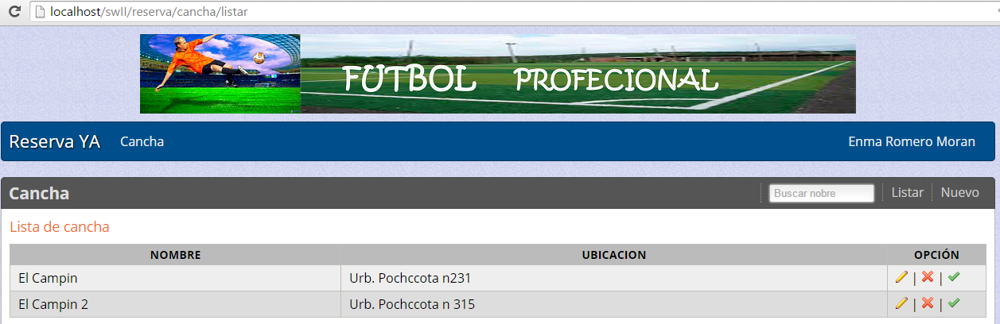 localhost/swII/reserva/cancha/listar
FUTBOL PROFECIONAL
Reserva YA Cancha Enma Romero Moran
Cancha Buscar nobre Listar Nuevo
Lista de cancha
NOMBRE UBICACION OPCIÓN
El Campin Urb. Pochccota n231 | |
El Campin 2 Urb. Pochccota n 315 | |